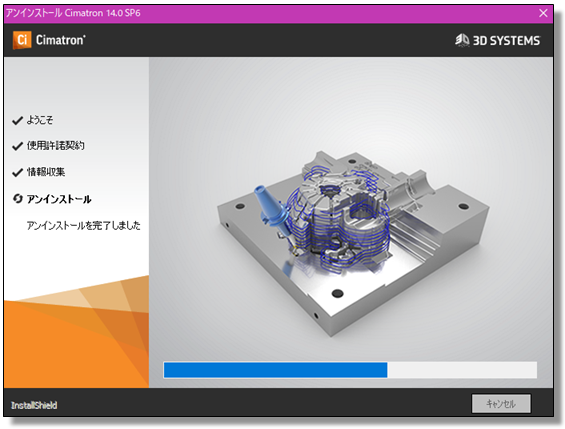 アンインストール Cimatron 14.0 SP6
Ci Cimatron®
3D SYSTEMS
ようこそ
使用許諾契約
情報収集
アンインストール
アンインストールを完了しました
InstallShield
キャンセル